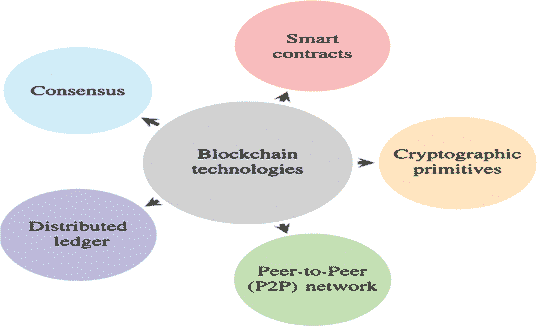 Smart
contracts
Consensus
Blockchain
technologies
Cryptographic
primitives
Distributed
ledger
Peer-to-Peer
(P2P) network